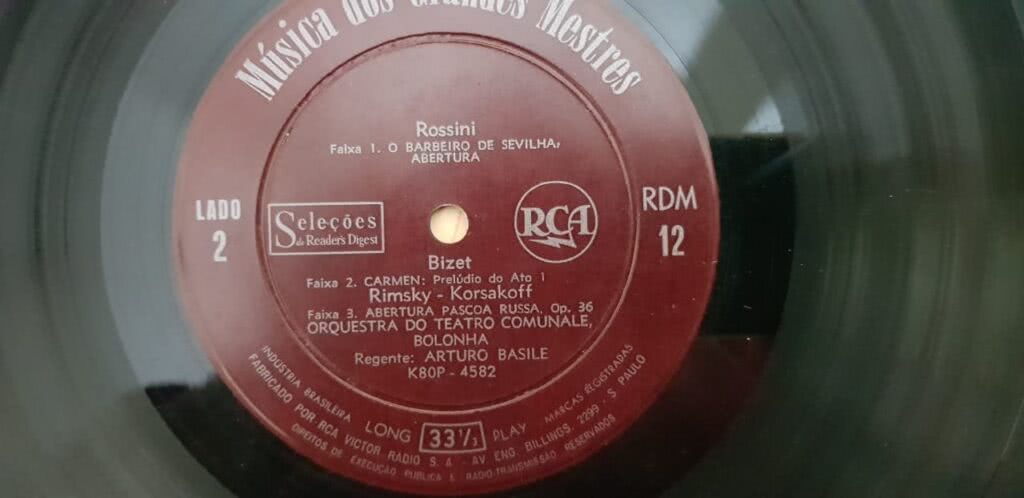 Música dos Grandes Mestres
Rossini
Faixa 1. O BARBEIRO DE SEVILHA,
ABERTURA
LADO
2
Seleções
do Reader's Digest
RCA
RDM
12
Bizet
Faixa 2. CARMEN: Prelúdio do Ato 1
Rimsky - Korsakoff
Faixa 3. ABERTURA PASCOA RUSSA, Op. 36
ORQUESTRA DO TEATRO COMUNALE,
BOLONHA
Regente: ARTURO BASILE
K80P - 4582
LONG 33⅓ PLAY
INDÚSTRIA BRASILEIRA
MARCAS REGISTRADAS
FABRICADO POR RCA VICTOR RADIO S. A. - AV ENG. BILLINGS 2299 - S PAULO
DIREITOS DE EXECUÇÃO PUBLICA E RADIO-TRANSMISSÃO RESERVADOS